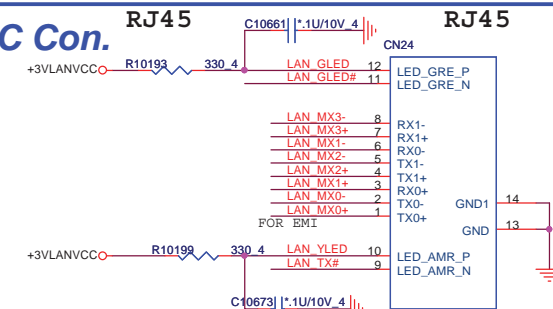 C Con.
RJ45
RJ45
C10661
*.1U/10V_4
CN24
+3VLANVCC
R10193
330_4
LAN_GLED
12
LED_GRE_P
LAN_GLED#
11
LED_GRE_N
LAN_MX3-
8
RX1-
LAN_MX3+
7
RX1+
LAN_MX1-
6
RX0-
LAN_MX2-
5
TX1-
LAN_MX2+
4
TX1+
LAN_MX1+
3
RX0+
LAN_MX0-
2
TX0-
LAN_MX0+
1
TX0+
GND1
14
GND
13
FOR EMI
+3VLANVCC
R10199
330_4
LAN_YLED
10
LED_AMR_P
LAN_TX#
9
LED_AMR_N
C10673
*.1U/10V_4